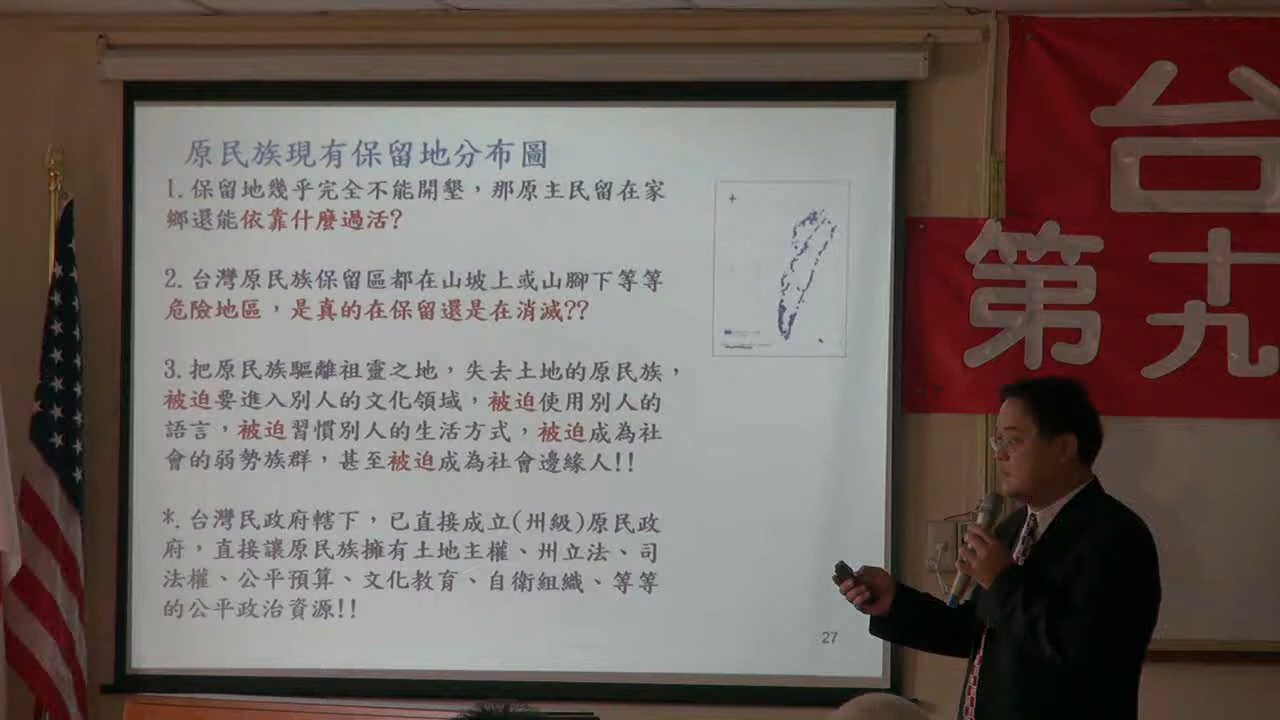 原民族現有保留地分布圖
1. 保留地幾乎完全不能開墾，那原主民留在家
鄉還能依靠什麼過活?
2. 台灣原民族保留區都在山坡上或山腳下等等
危險地區，是真的在保留還是在消滅??
3. 把原民族驅離祖靈之地，失去土地的原民族，
被迫要進入別人的文化領域，被迫使用別人的
語言，被迫習慣別人的生活方式，被迫成為社
會的弱勢族群，甚至被迫成為社會邊緣人!!
*. 台灣民政府轄下，已直接成立(州級)原民政
府，直接讓原民族擁有土地主權、州立法、司
法權、公平預算、文化教育、自衛組織、等等
的公平政治資源!!
27
台
第十九